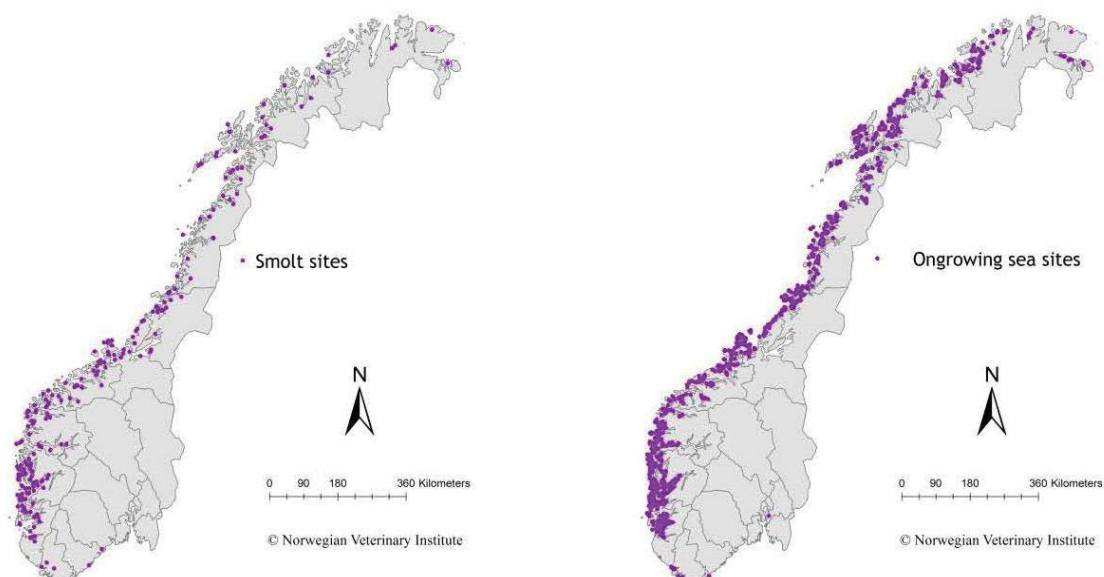 Smolt sites
N
0 90 180 360 Kilometers
© Norwegian Veterinary Institute
Ongrowing sea sites
N
0 90 180 360 Kilometers
© Norwegian Veterinary Institute